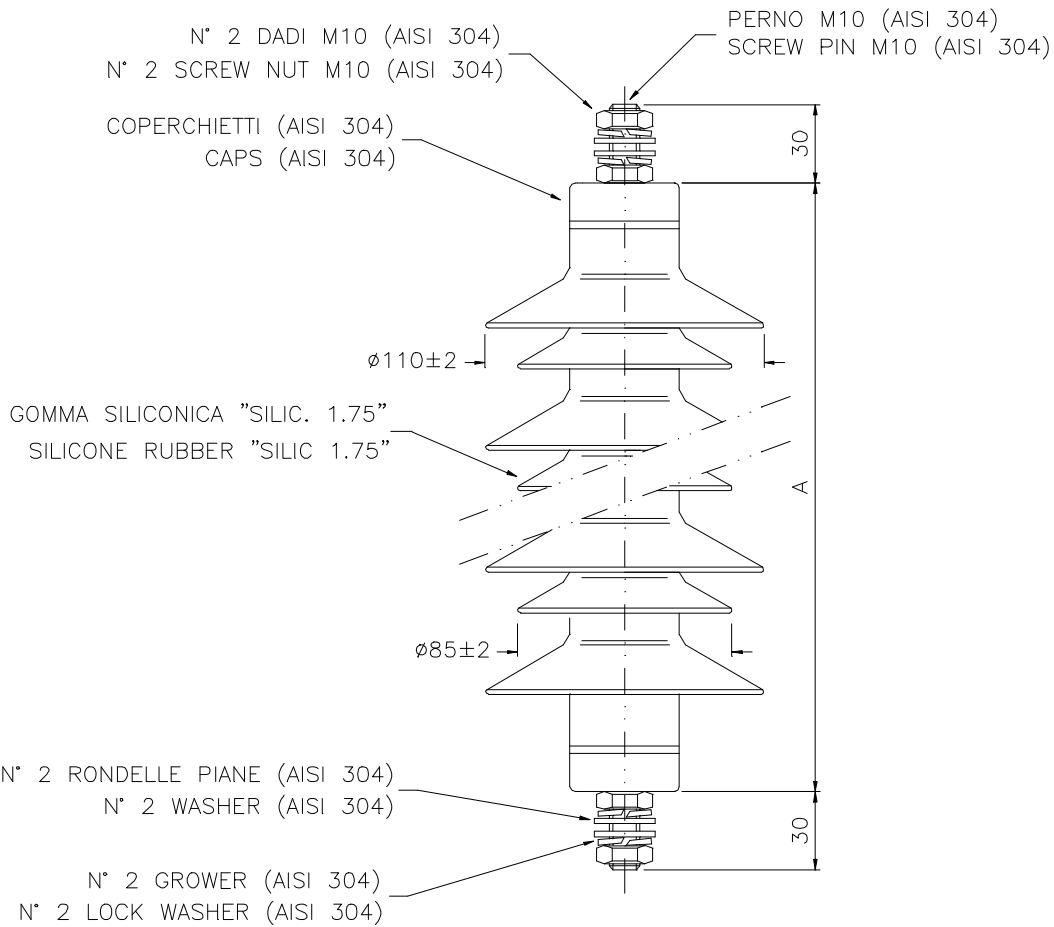 PERNO M10 (AISI 304)
SCREW PIN M10 (AISI 304)
N° 2 DADI M10 (AISI 304)
N° 2 SCREW NUT M10 (AISI 304)
COPERCHIETTI (AISI 304)
CAPS (AISI 304)
30
ø110±2
GOMMA SILICONICA ”SILIC. 1.75”
SILICONE RUBBER ”SILIC 1.75”
A
ø85±2
N° 2 RONDELLE PIANE (AISI 304)
N° 2 WASHER (AISI 304)
30
N° 2 GROWER (AISI 304)
N° 2 LOCK WASHER (AISI 304)